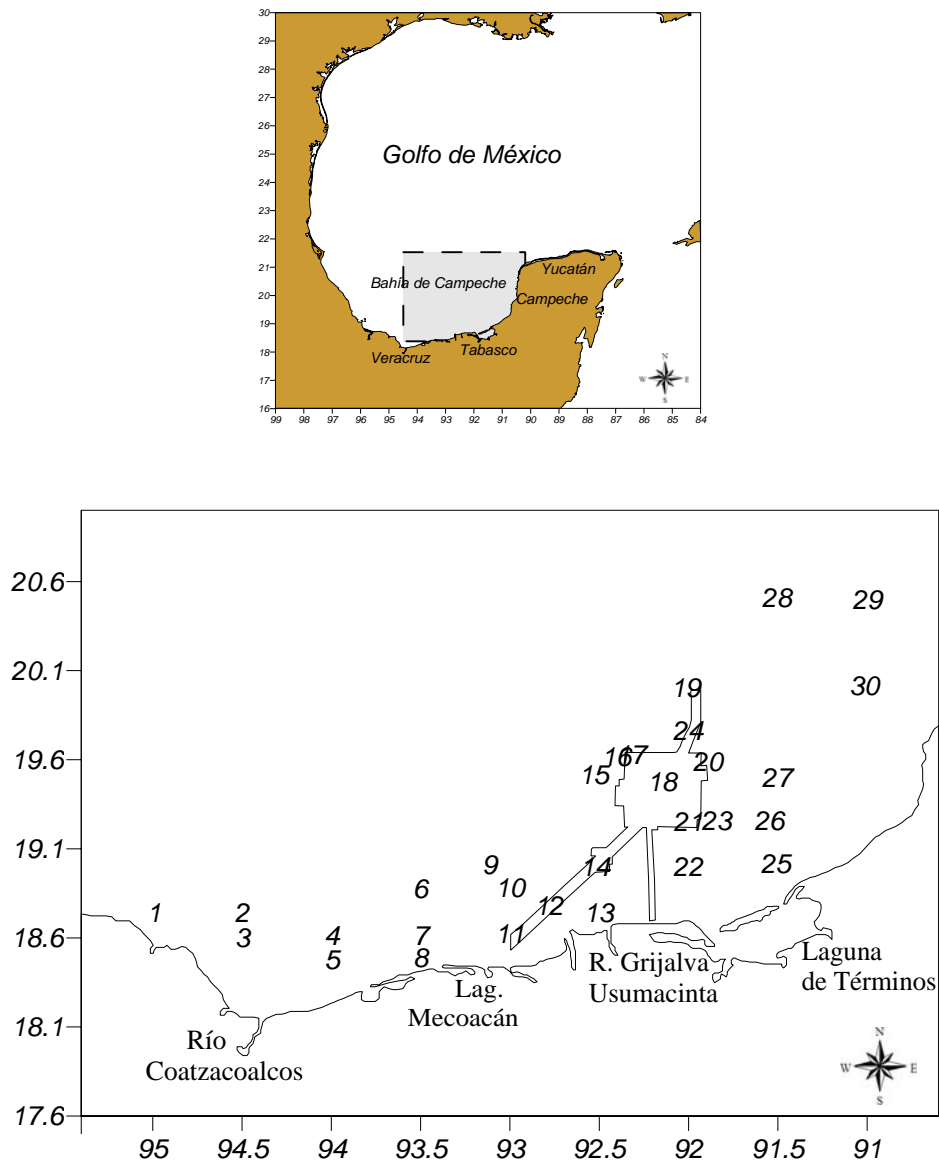 30
29
28
27
26
25
24
23
22
21
20
19
18
17
16
Golfo de México
Yucatán
Bahía de Campeche
Campeche
Tabasco
Veracruz
N
W E
S
99 98 97 96 95 94 93 92 91 90 89 88 87 86 85 84
20.6
20.1
19.6
19.1
18.6
18.1
17.6
28 29
19 30
24
16 17 20
15 18 27
21 23 26
9 14 22 25
6 10
12
1 2 13
3 4 7 11
5 8
R. Grijalva
Usumacinta
Laguna
de Términos
Lag.
Mecoacán
Río
Coatzacoalcos
N
W E
S
95 94.5 94 93.5 93 92.5 92 91.5 91